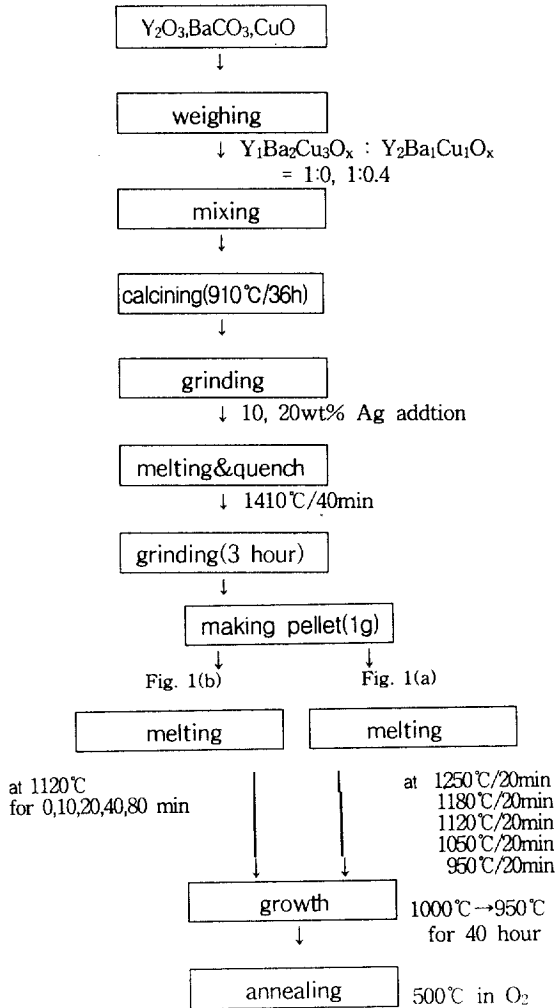 Y₂O₃,BaCO₃,CuO
↓
weighing
↓ Y₁Ba₂Cu₃Oₓ : Y₂Ba₁Cu₁Oₓ
= 1:0, 1:0.4
mixing
↓
calcining(910℃/36h)
↓
grinding
↓ 10, 20wt% Ag addtion
melting&quench
↓ 1410℃/40min
grinding(3 hour)
↓
making pellet(1g)
↓ ↓
Fig. 1(b) Fig. 1(a)
melting melting
at 1120℃
for 0,10,20,40,80 min
at 1250℃/20min
1180℃/20min
1120℃/20min
1050℃/20min
950℃/20min
growth
1000℃→950℃
for 40 hour
↓
annealing 500℃ in O₂